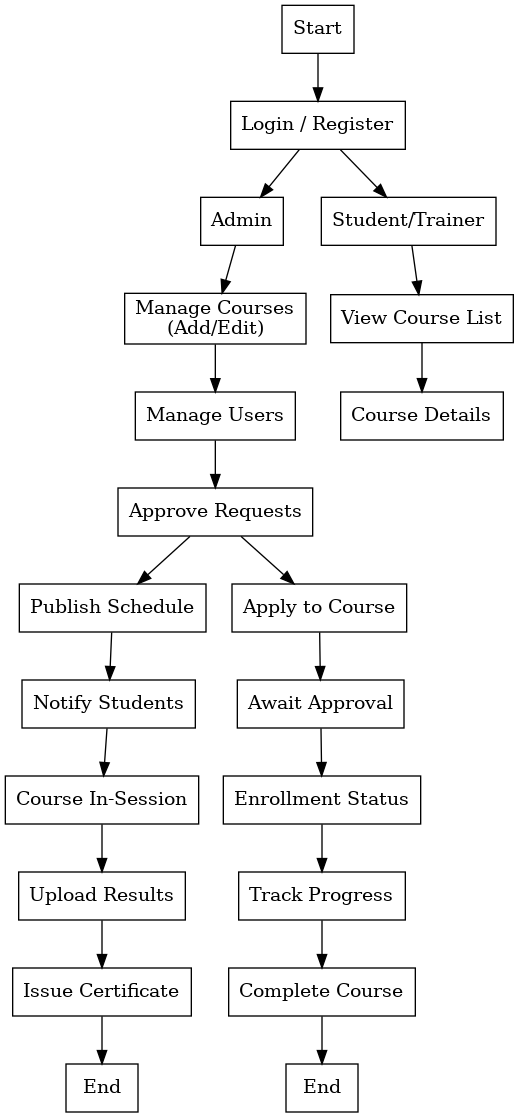 Start
Login / Register
Admin
Student/Trainer
Manage Courses
(Add/Edit)
View Course List
Manage Users
Course Details
Approve Requests
Publish Schedule
Apply to Course
Notify Students
Await Approval
Course In-Session
Enrollment Status
Upload Results
Track Progress
Issue Certificate
Complete Course
End
End